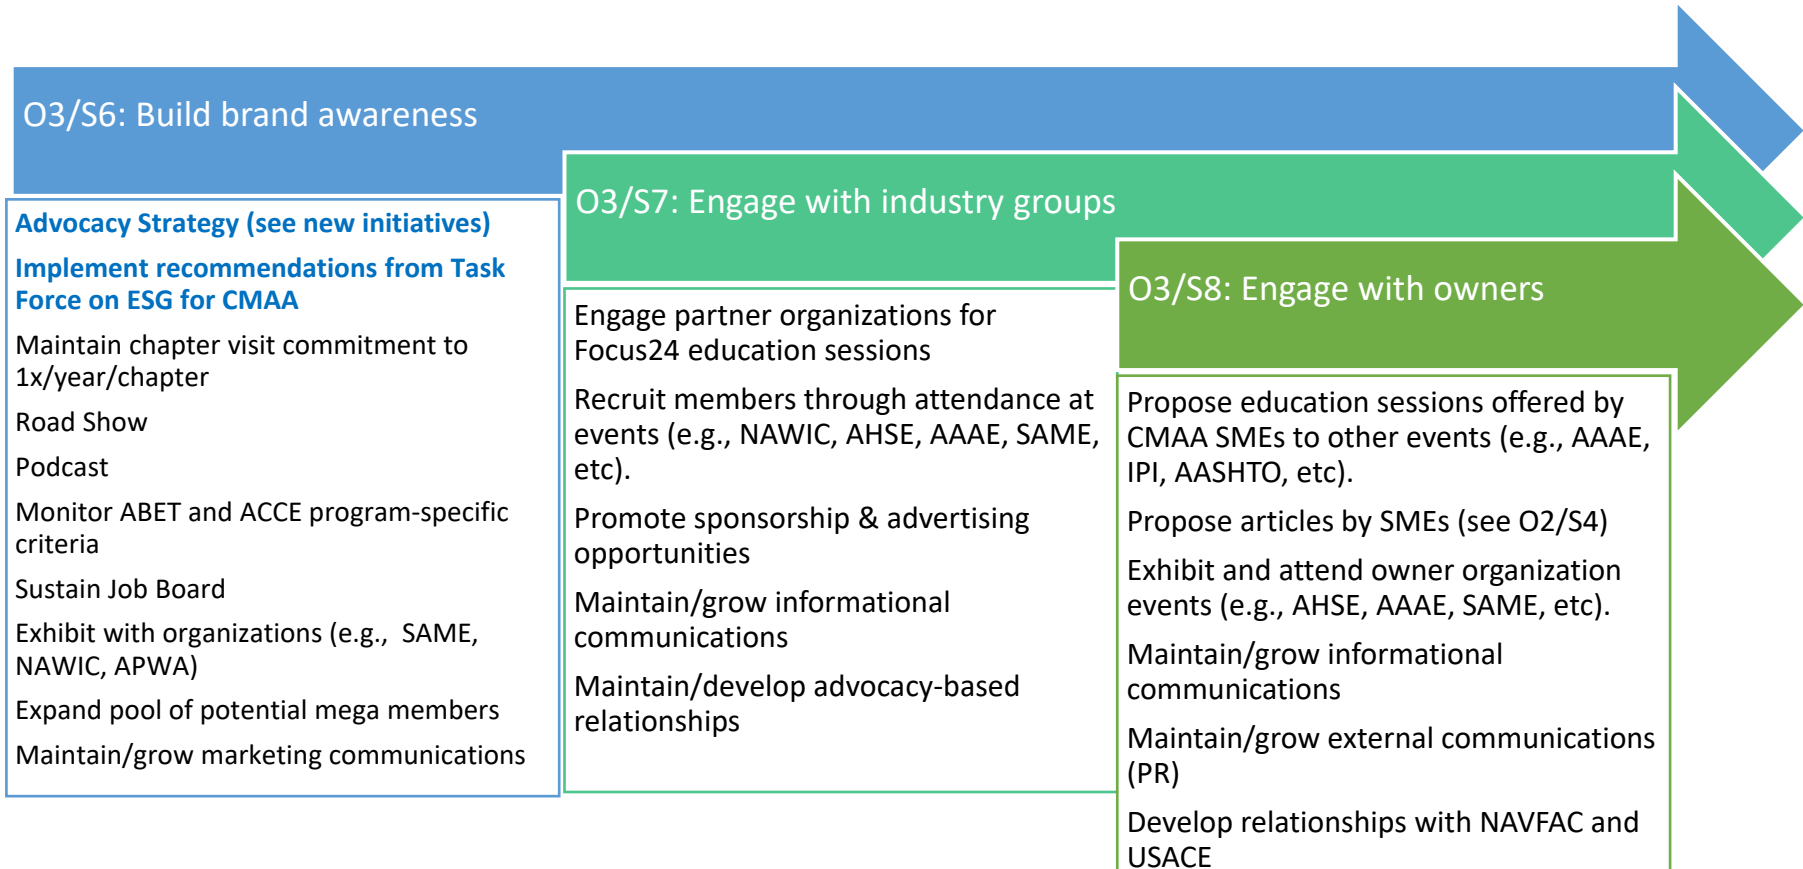 O3/S6: Build brand awareness
Advocacy Strategy (see new initiatives)
Implement recommendations from Task
Force on ESG for CMAA
Maintain chapter visit commitment to
1x/year/chapter
Road Show
Podcast
Monitor ABET and ACCE program-specific
criteria
Sustain Job Board
Exhibit with organizations (e.g., SAME,
NAWIC, APWA)
Expand pool of potential mega members
Maintain/grow marketing communications
O3/S7: Engage with industry groups
Engage partner organizations for
Focus24 education sessions
Recruit members through attendance at
events (e.g., NAWIC, AHSE, AAAE, SAME,
etc).
Promote sponsorship & advertising
opportunities
Maintain/grow informational
communications
Maintain/develop advocacy-based
relationships
O3/S8: Engage with owners
Propose education sessions offered by
CMAA SMEs to other events (e.g., AAAE,
IPI, AASHTO, etc).
Propose articles by SMEs (see O2/S4)
Exhibit and attend owner organization
events (e.g., AHSE, AAAE, SAME, etc).
Maintain/grow informational
communications
Maintain/grow external communications
(PR)
Develop relationships with NAVFAC and
USACE